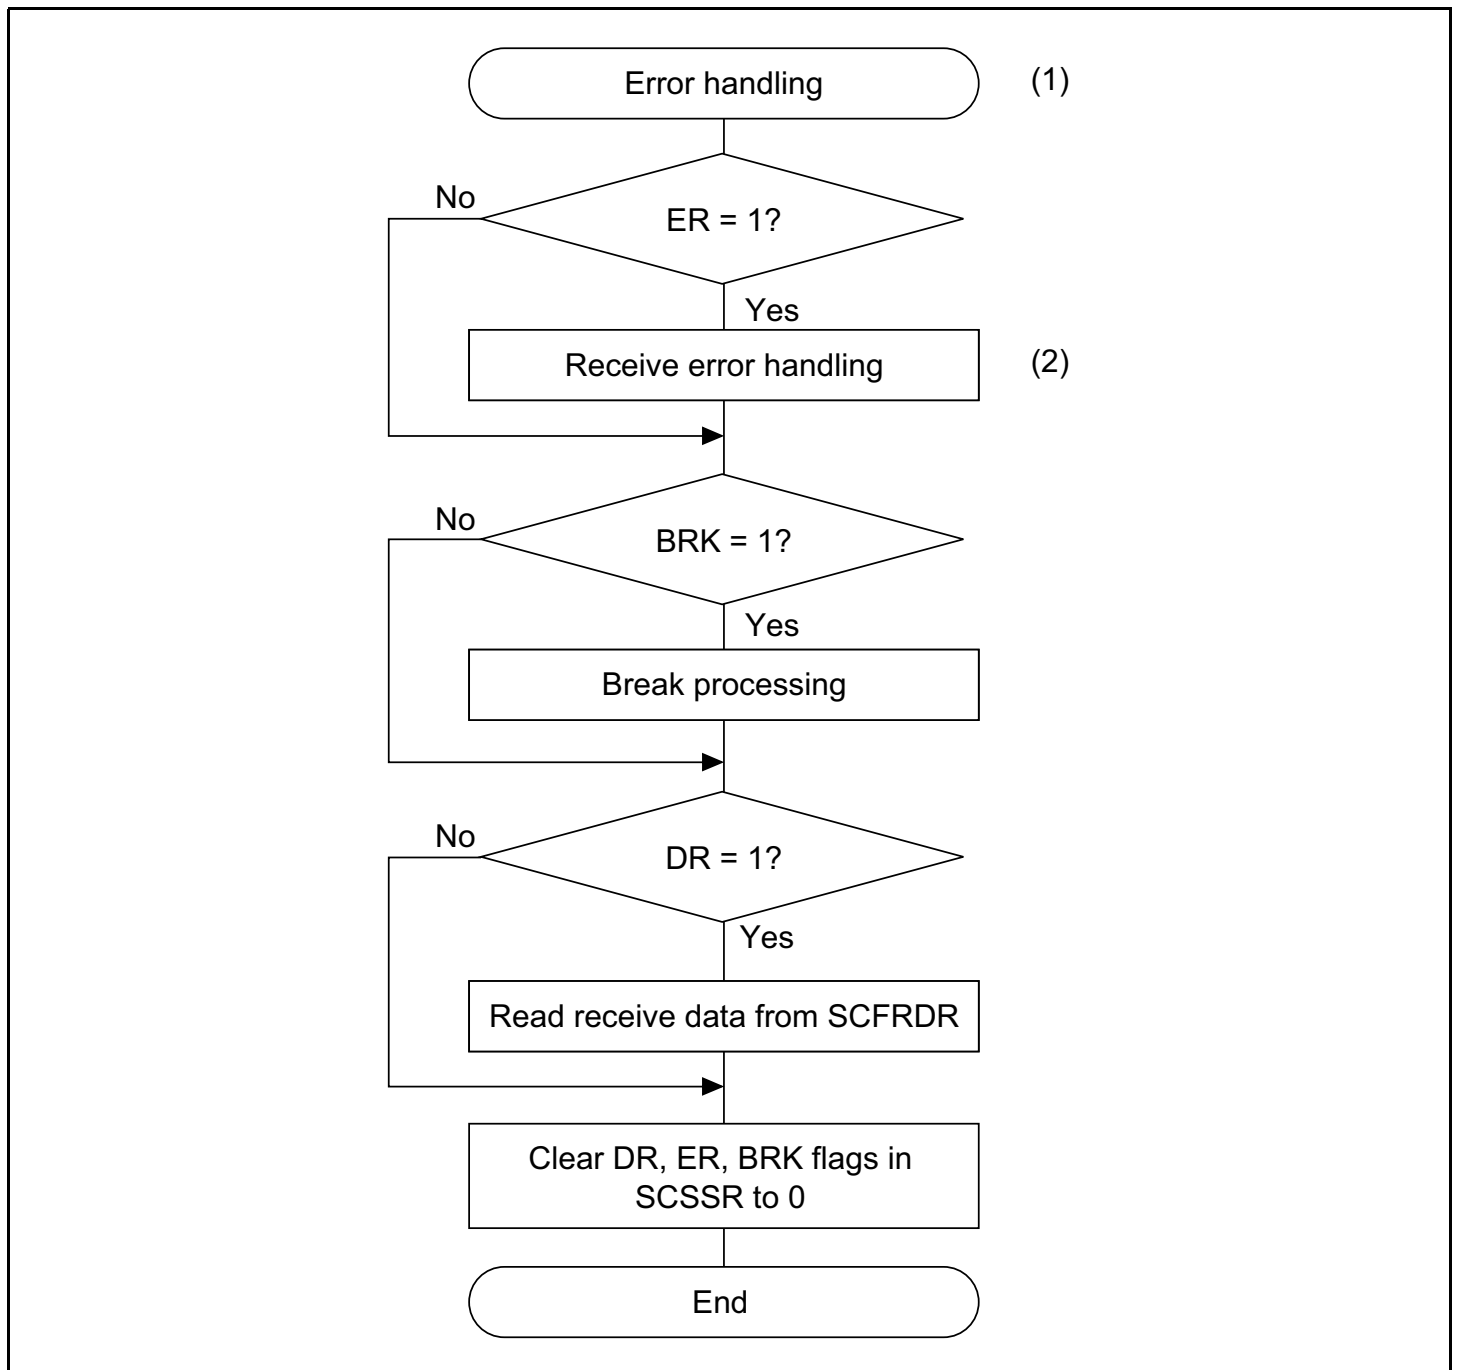 Error handling
(1)
No
ER = 1?
Yes
Receive error handling
(2)
No
BRK = 1?
Yes
Break processing
No
DR = 1?
Yes
Read receive data from SCFRDR
Clear DR, ER, BRK flags in
SCSSR to 0
End